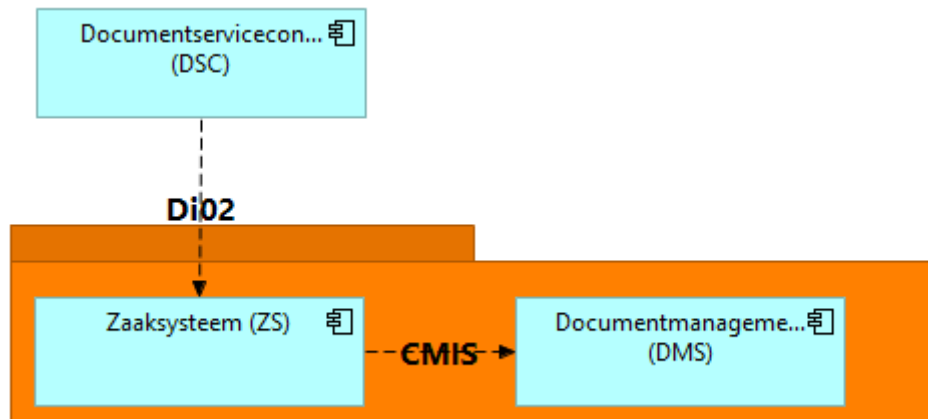 Documentservicecon...
(DSC)
Di02
Zaaksysteem (ZS)
CMIS
Documentmanageme...
(DMS)